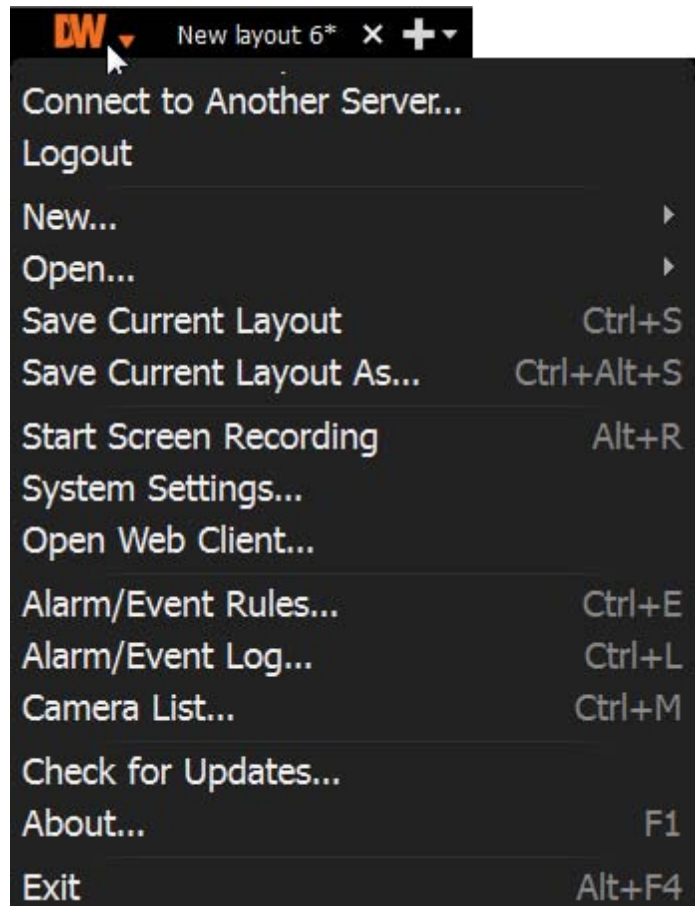 DW New layout 6*
Connect to Another Server...
Logout
New...
Open...
Save Current Layout Ctrl+S
Save Current Layout As... Ctrl+Alt+S
Start Screen Recording Alt+R
System Settings...
Open Web Client...
Alarm/Event Rules... Ctrl+E
Alarm/Event Log... Ctrl+L
Camera List... Ctrl+M
Check for Updates...
About... F1
Exit Alt+F4